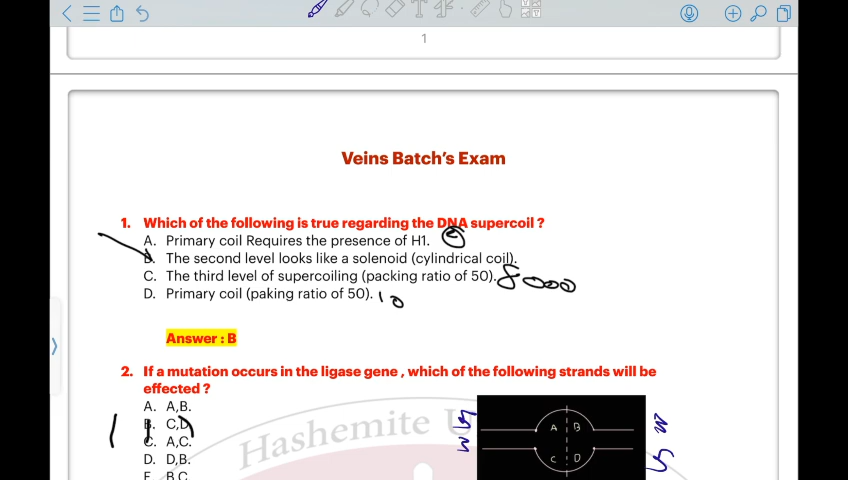 1
Veins Batch's Exam
1. Which of the following is true regarding the DNA supercoil ?
A. Primary coil Requires the presence of H1. 2
B. The second level looks like a solenoid (cylindrical coil).
C. The third level of supercoiling (packing ratio of 50). 8000
D. Primary coil (paking ratio of 50). 10
Answer : B
2. If a mutation occurs in the ligase gene , which of the following strands will be
effected ?
A. A,B.
B. C,D
C. A,C.
D. D,B.
E. B,C
Hashemite U
A B
C D